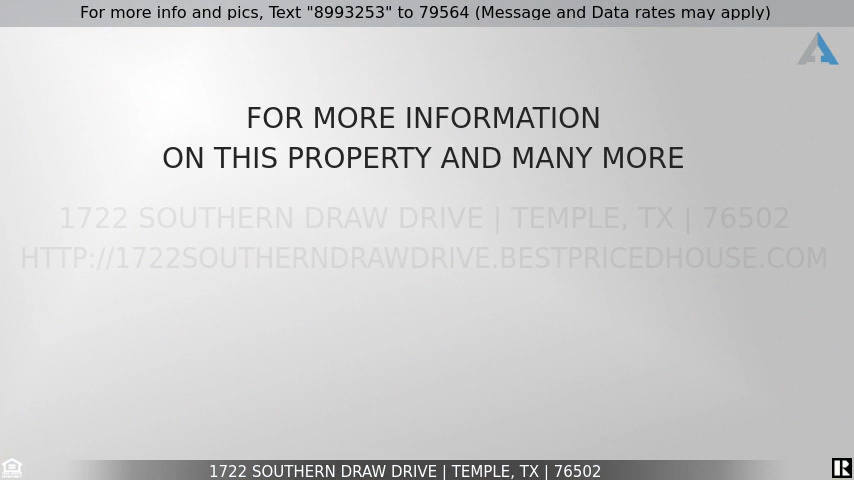 For more info and pics, Text "8993253" to 79564 (Message and Data rates may apply)
FOR MORE INFORMATION
ON THIS PROPERTY AND MANY MORE
1722 SOUTHERN DRAW DRIVE | TEMPLE, TX | 76502
HTTP://1722SOUTHERNDRAWDRIVE.BESTPRICEDHOUSE.COM
1722 SOUTHERN DRAW DRIVE | TEMPLE, TX | 76502